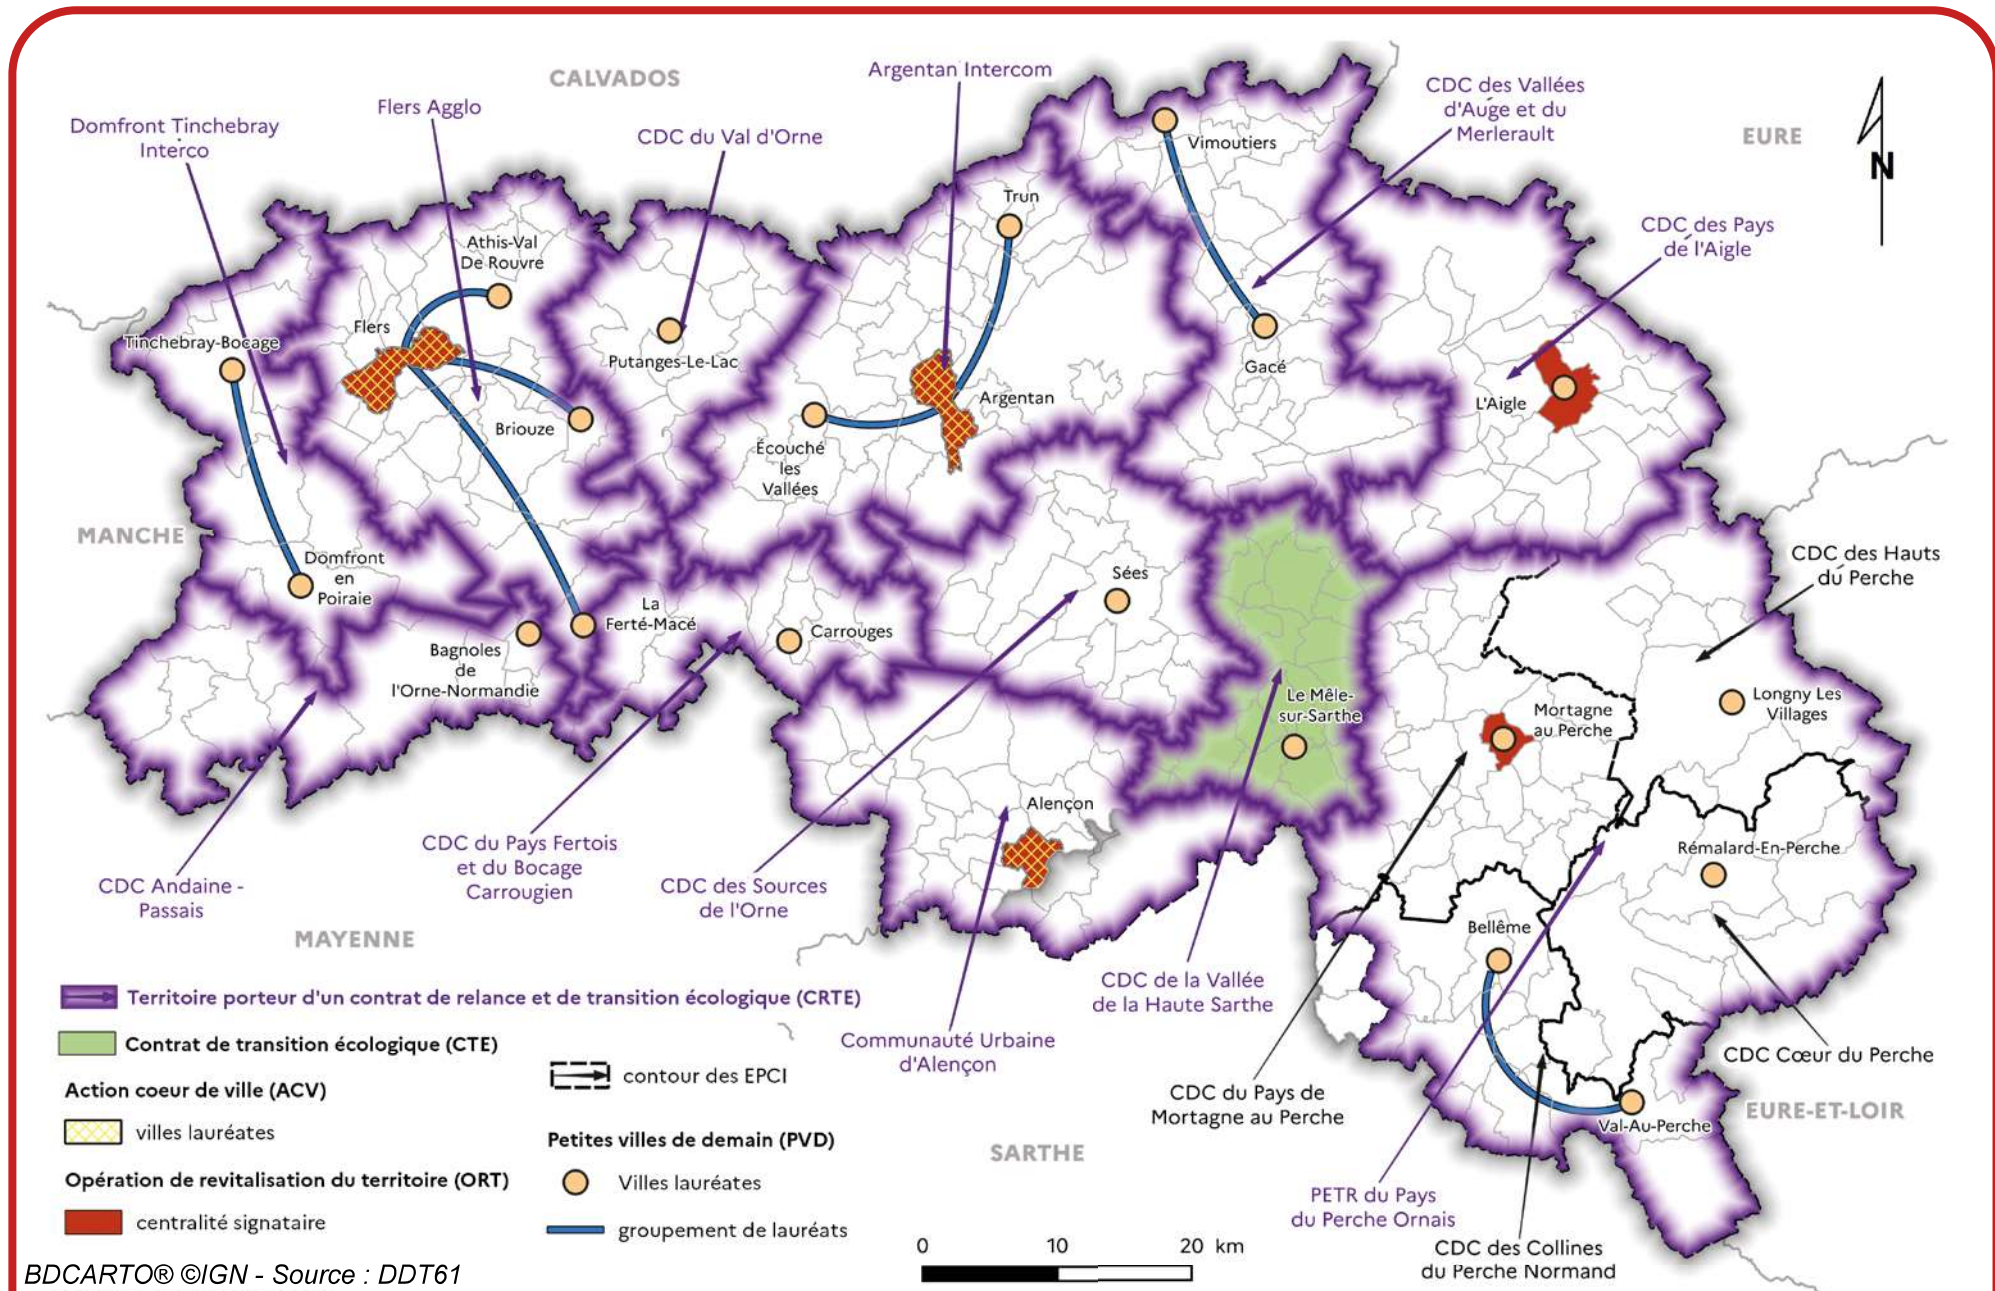 CALVADOS
Argentan Intercom
CDC des Vallées
d'Auge et du
Merlerault
Flers Agglo
Domfront Tinchebray
Interco
CDC du Val d'Orne
EURE
N
Vimoutiers
Trun
CDC des Pays
de l'Aigle
Athis-Val
De Rouvre
Flers
Tinchebray-Bocage
Putanges-Le-Lac
Gacé
Argentan
L'Aigle
Briouze
Écouché
les
Vallées
MANCHE
Domfront
en
Poiraie
CDC des Hauts
du Perche
Sées
La
Ferté-Macé
Carrouges
Bagnoles
de
l'Orne-Normandie
Le Mêle-
sur-Sarthe
Longny Les
Villages
Mortagne
au Perche
Alençon
Rémalard-En-Perche
CDC du Pays Fertois
et du Bocage
Carrougien
CDC Andaine -
Passais
CDC des Sources
de l'Orne
Bellême
MAYENNE
CDC de la Vallée
de la Haute Sarthe
Communauté Urbaine
d'Alençon
CDC Cœur du Perche
CDC du Pays de
Mortagne au Perche
EURE-ET-LOIR
Val-Au-Perche
SARTHE
PETR du Pays
du Perche Ornais
CDC des Collines
du Perche Normand
Territoire porteur d'un contrat de relance et de transition écologique (CRTE)
Contrat de transition écologique (CTE)
Action coeur de ville (ACV)
villes lauréates
Opération de revitalisation du territoire (ORT)
centralité signataire
contour des EPCI
Petites villes de demain (PVD)
Villes lauréates
groupement de lauréats
0 10 20 km
BDCARTO® ©IGN - Source : DDT61